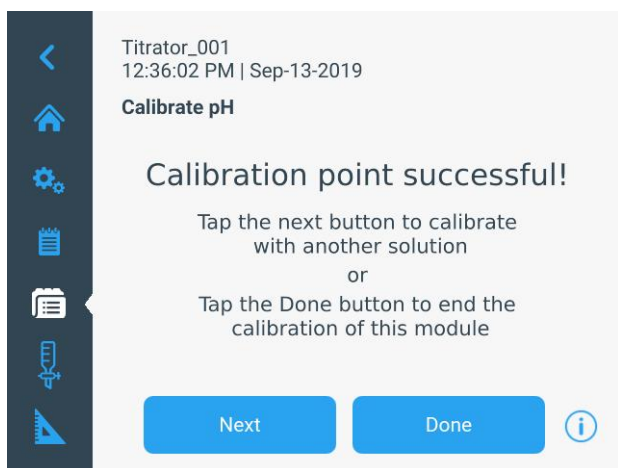 Titrator_001
12:36:02 PM | Sep-13-2019
Calibrate pH
Calibration point successful!
Tap the next button to calibrate
with another solution
or
Tap the Done button to end the
calibration of this module
Next
Done